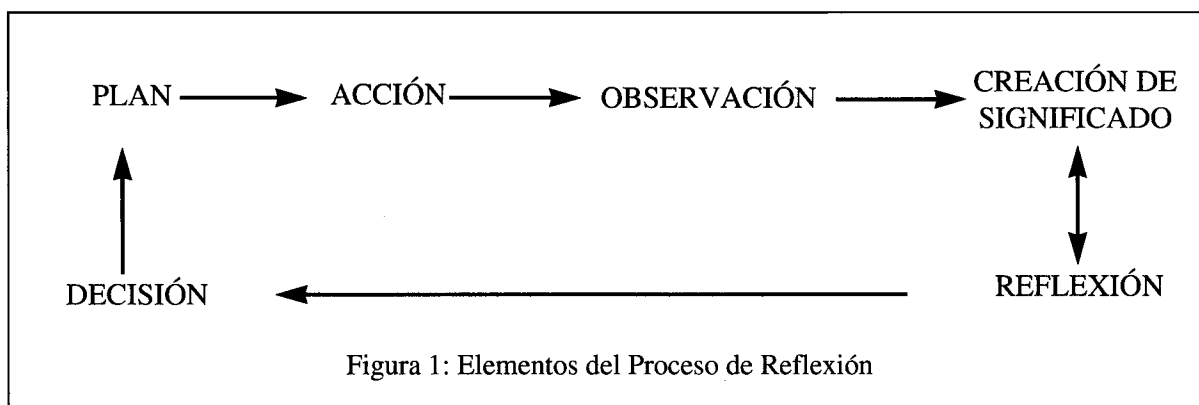 PLAN
ACCIÓN
OBSERVACIÓN
CREACIÓN DE
SIGNIFICADO
DECISIÓN
REFLEXIÓN
Figura 1: Elementos del Proceso de Reflexión